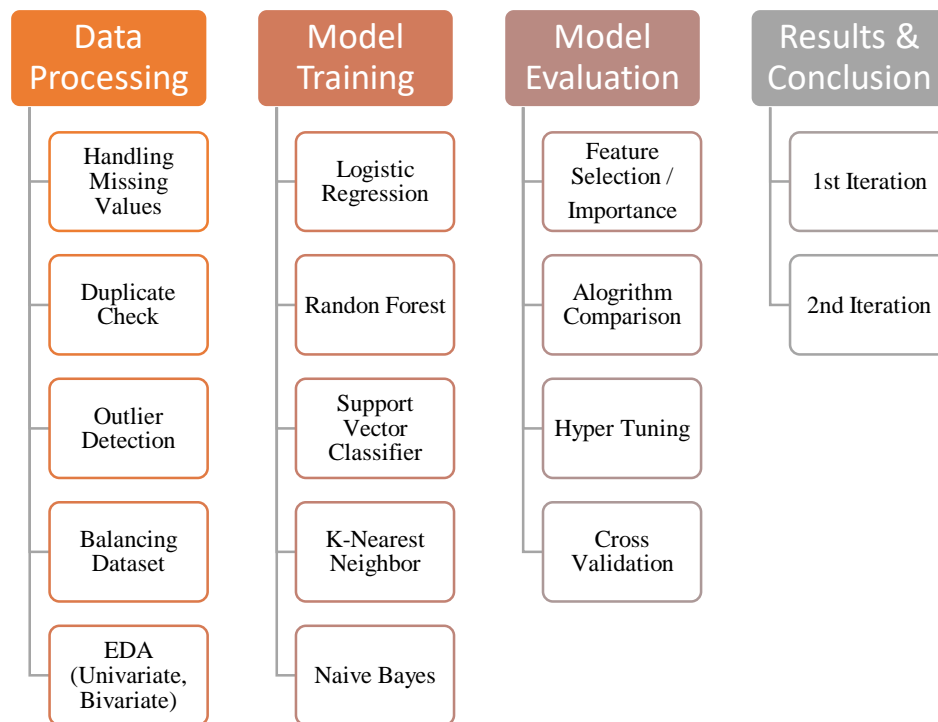 Data
Processing
Handling
Missing
Values
Duplicate
Check
Outlier
Detection
Balancing
Dataset
EDA
(Univariate,
Bivariate)
Model
Training
Logistic
Regression
Randon Forest
Support
Vector
Classifier
K-Nearest
Neighbor
Naive Bayes
Model
Evaluation
Feature
Selection /
Importance
Alogrithm
Comparison
Hyper Tuning
Cross
Validation
Results &
Conclusion
1st Iteration
2nd Iteration